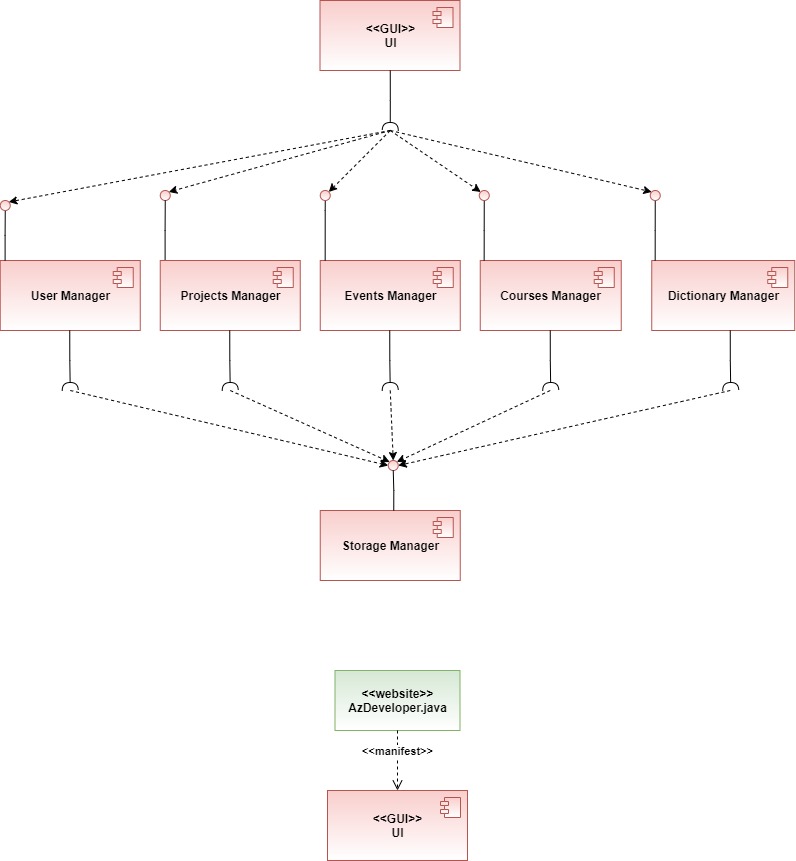 <<GUI>>
UI
User Manager
Projects Manager
Events Manager
Courses Manager
Dictionary Manager
Storage Manager
<<website>>
AzDeveloper.java
<<manifest>>
<<GUI>>
UI